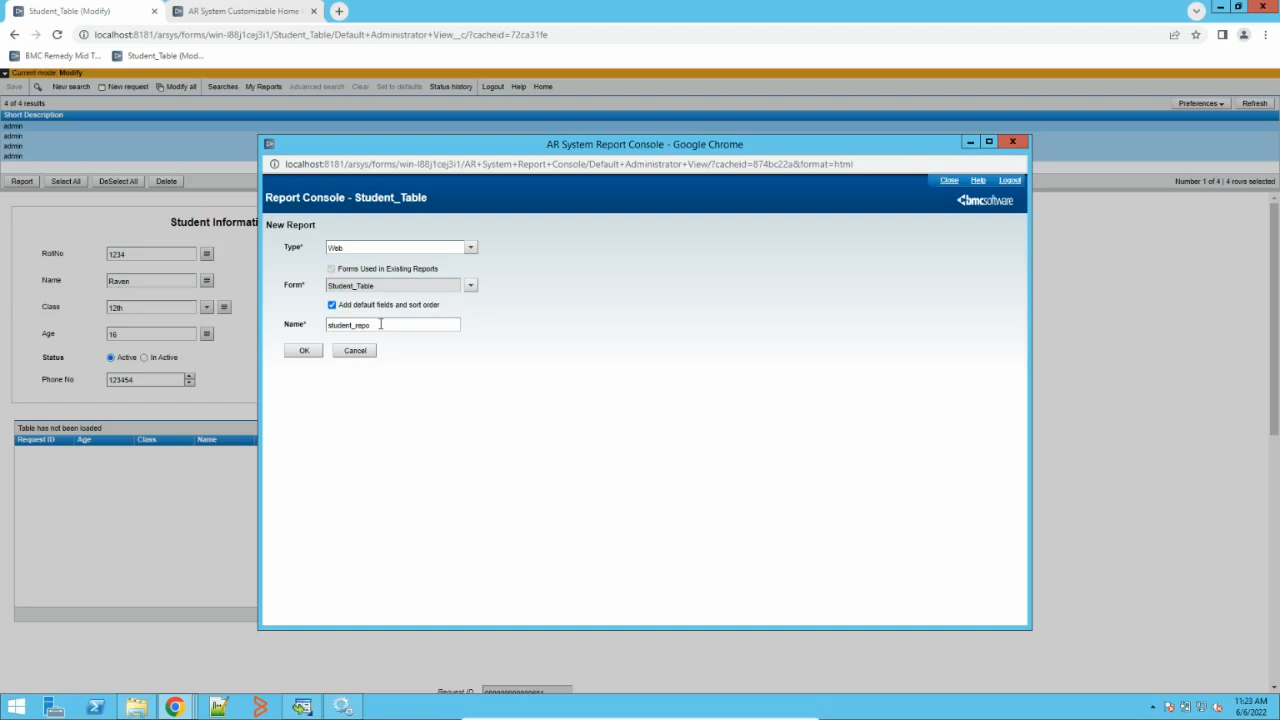 Student_Table (Modify)
AR System Customizable Home
localhost:8181/arsys/forms/win-l88j1cej3i1/Student_Table/Default+Administrator+View__c/?cacheid=72ca31fe
BMC Remedy Mid T...
Student_Table (Mod...
Current mode: Modify
Save New search New request Modify all Searches My Reports Advanced search Clear Set to defaults Status history Logout Help Home
4 of 4 results
Preferences
Refresh
Short Description
admin
admin
admin
admin
Report
Select All
DeSelect All
Delete
Number 1 of 4 | 4 rows selected
AR System Report Console - Google Chrome
localhost:8181/arsys/forms/win-l88j1cej3i1/AR+System+Report+Console/Default+Administrator+View/?cacheid=874bc22a&format=html
Close Help Logout
Report Console - Student_Table
bmcsoftware
New Report
Type* Web
Forms Used in Existing Reports
Form* Student_Table
Add default fields and sort order
Name* student_repo
OK
Cancel
Student Informati
RollNo 1234
Name Raven
Class 12th
Age 16
Status Active In Active
Phone No 123454
Table has not been loaded
Request ID Age Class Name
Request ID
11:23 AM
6/6/2022